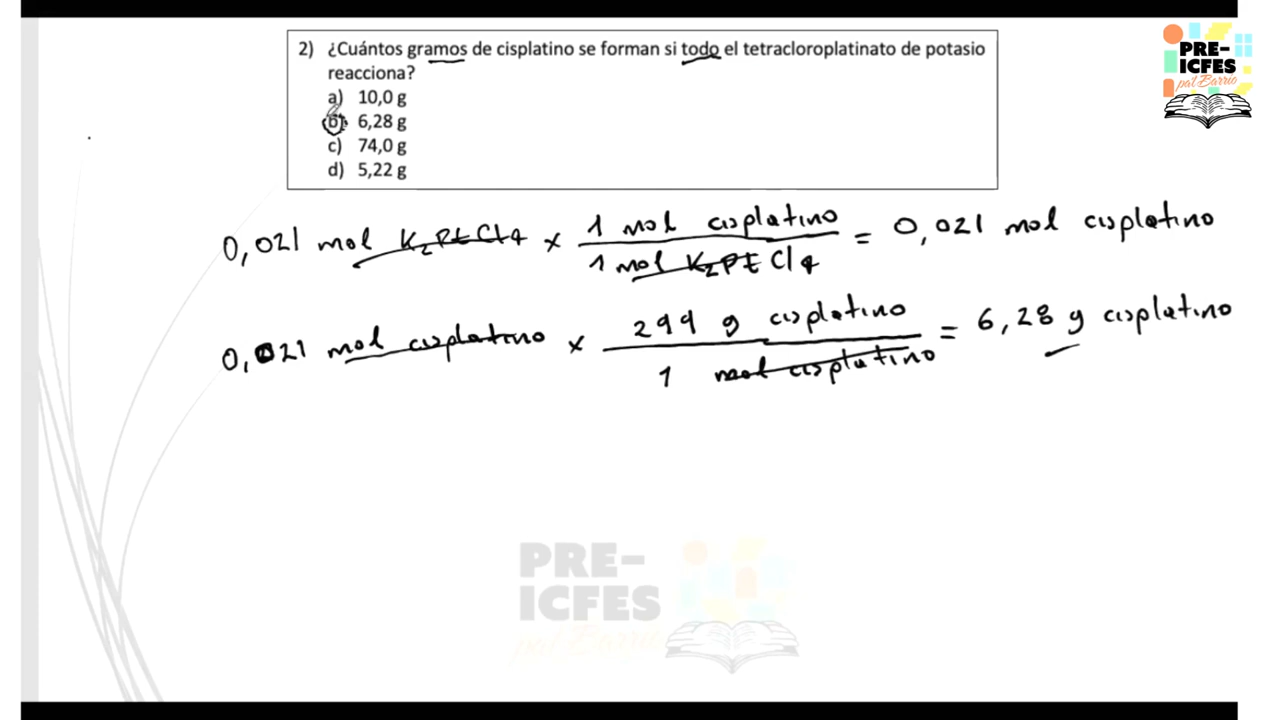 2) ¿Cuántos gramos de cisplatino se forman si todo el tetracloroplatinato de potasio
reacciona?
a) 10,0 g
b) 6,28 g
c) 74,0 g
d) 5,22 g
PRE-
ICFES
pal Barrio
0,021 mol K₂PtCl₄ × 1 mol cisplatino / 1 mol K₂PtCl₄ = 0,021 mol cisplatino
0,021 mol cisplatino × 299 g cisplatino / 1 mol cisplatino = 6,28 g cisplatino
PRE-
ICFES
pal Barrio